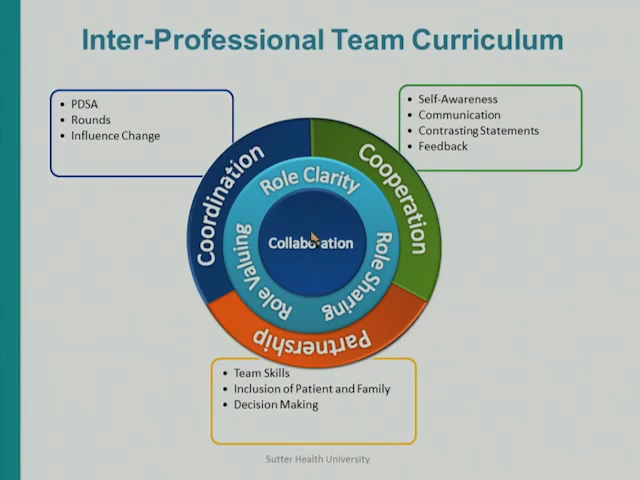 Inter-Professional Team Curriculum
• PDSA
• Rounds
• Influence Change
• Self-Awareness
• Communication
• Contrasting Statements
• Feedback
Coordination
Cooperation
Role Clarity
Role Valuing
Role Sharing
Collaboration
Partnership
• Team Skills
• Inclusion of Patient and Family
• Decision Making
Sutter Health University